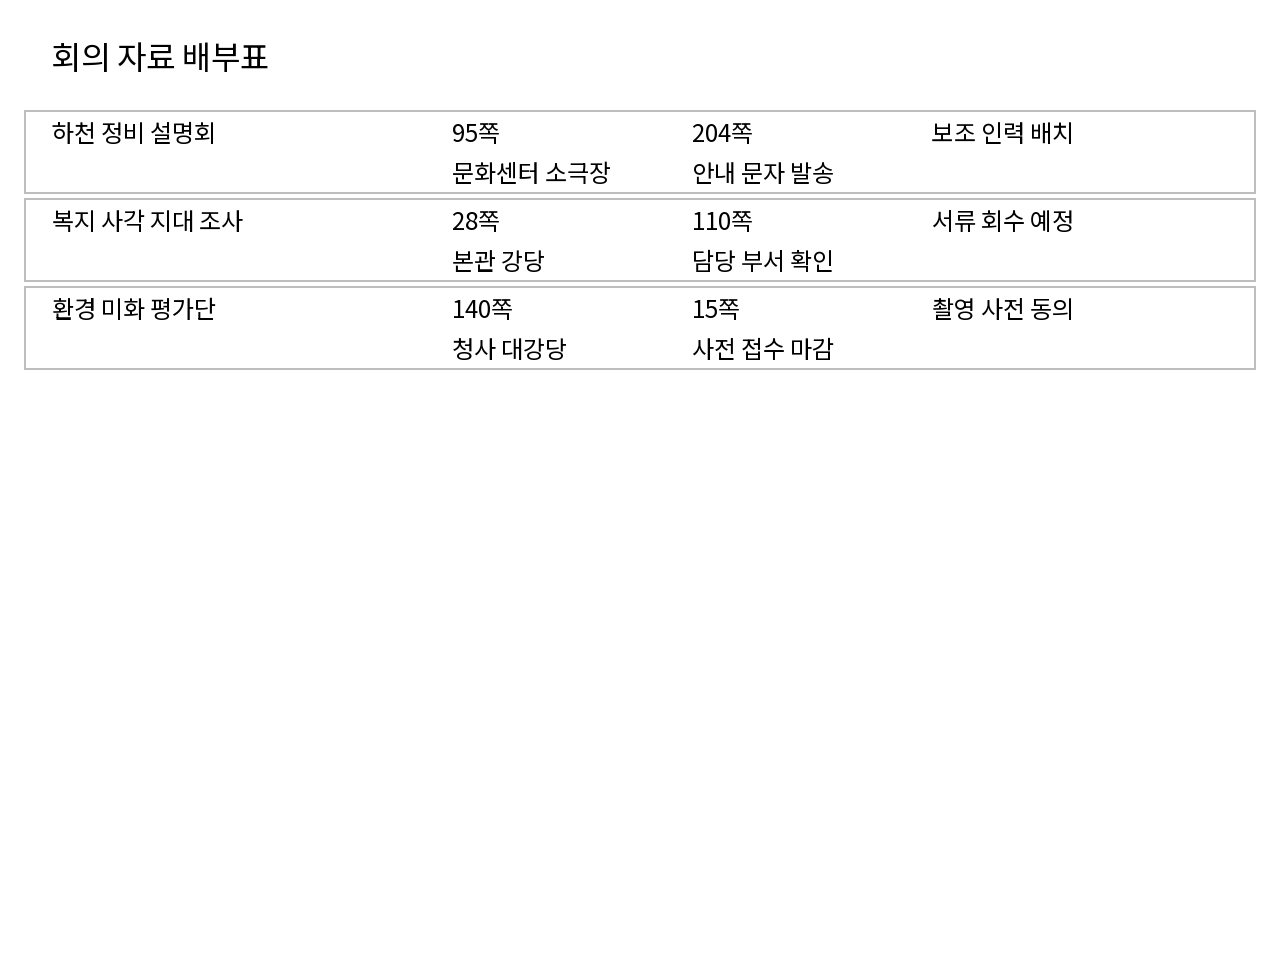 회의 자료 배부표
하천 정비 설명회 95쪽 204쪽 보조 인력 배치
문화센터 소극장 안내 문자 발송
복지 사각 지대 조사 28쪽 110쪽 서류 회수 예정
본관 강당 담당 부서 확인
환경 미화 평가단 140쪽 15쪽 촬영 사전 동의
청사 대강당 사전 접수 마감